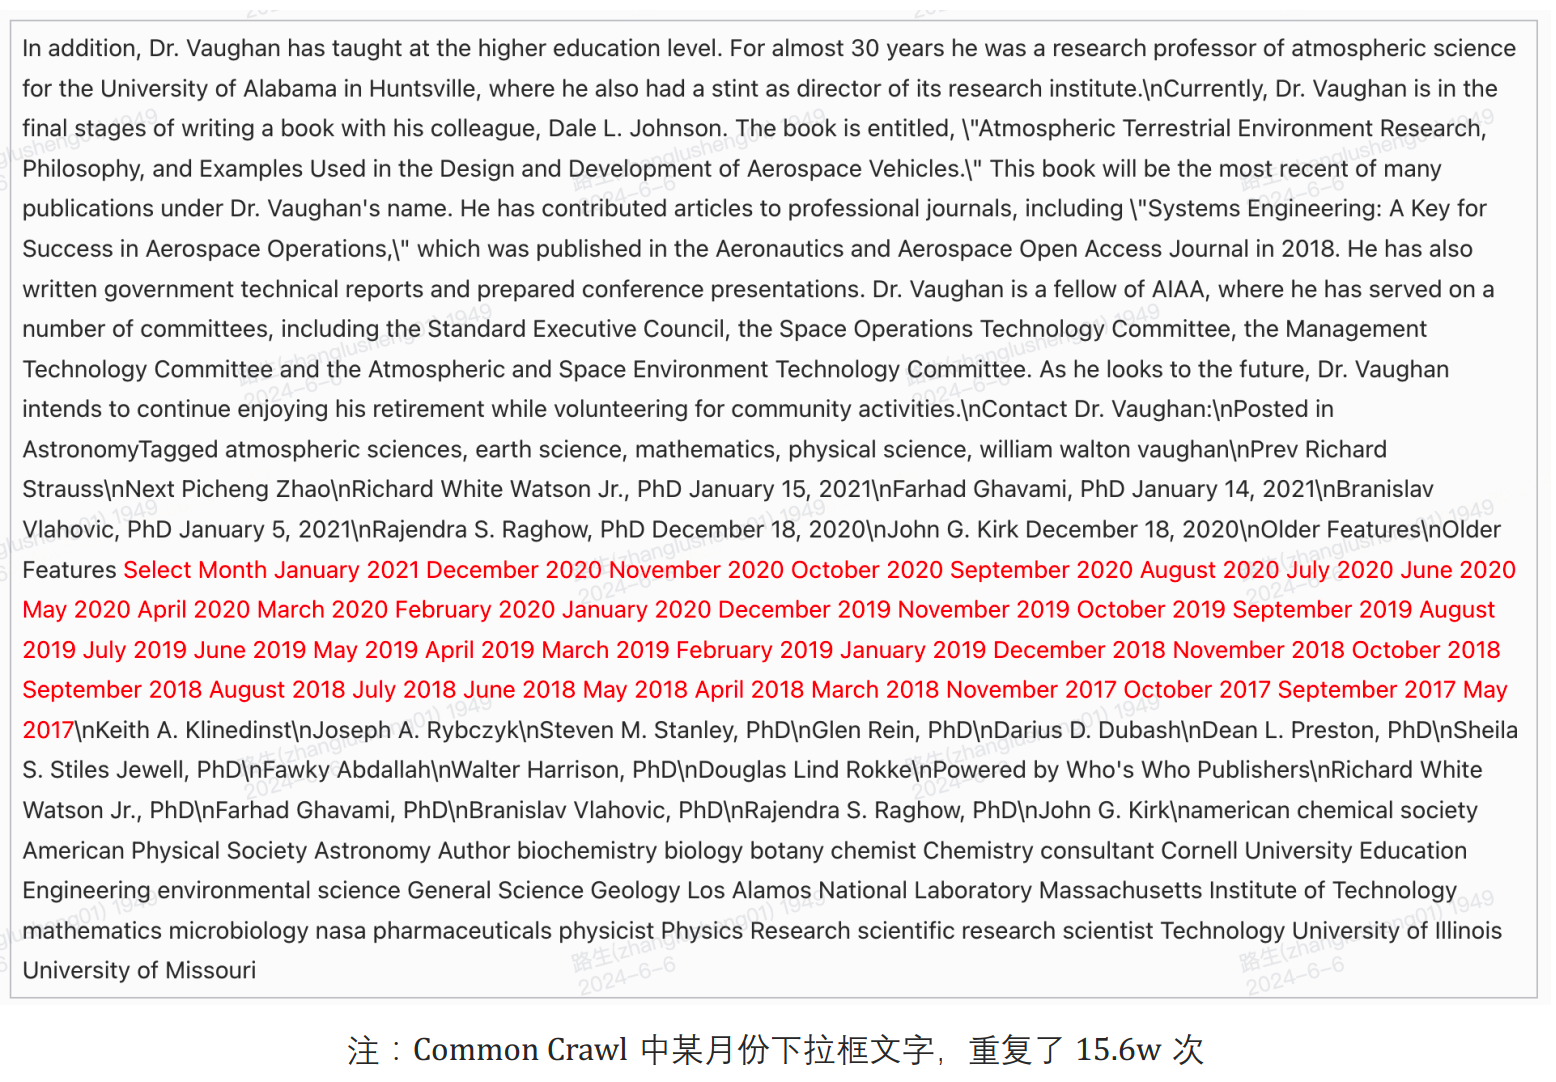 In addition, Dr. Vaughan has taught at the higher education level. For almost 30 years he was a research professor of atmospheric science
for the University of Alabama in Huntsville, where he also had a stint as director of its research institute.\nCurrently, Dr. Vaughan is in the
final stages of writing a book with his colleague, Dale L. Johnson. The book is entitled, \"Atmospheric Terrestrial Environment Research,
Philosophy, and Examples Used in the Design and Development of Aerospace Vehicles.\" This book will be the most recent of many
publications under Dr. Vaughan's name. He has contributed articles to professional journals, including \"Systems Engineering: A Key for
Success in Aerospace Operations,\" which was published in the Aeronautics and Aerospace Open Access Journal in 2018. He has also
written government technical reports and prepared conference presentations. Dr. Vaughan is a fellow of AIAA, where he has served on a
number of committees, including the Standard Executive Council, the Space Operations Technology Committee, the Management
Technology Committee and the Atmospheric and Space Environment Technology Committee. As he looks to the future, Dr. Vaughan
intends to continue enjoying his retirement while volunteering for community activities.\nContact Dr. Vaughan:\nPosted in
AstronomyTagged atmospheric sciences, earth science, mathematics, physical science, william walton vaughan\nPrev Richard
Strauss\nNext Picheng Zhao\nRichard White Watson Jr., PhD January 15, 2021\nFarhad Ghavami, PhD January 14, 2021\nBranislav
Vlahovic, PhD January 5, 2021\nRajendra S. Raghow, PhD December 18, 2020\nJohn G. Kirk December 18, 2020\nOlder Features\nOlder
Features Select Month January 2021 December 2020 November 2020 October 2020 September 2020 August 2020 July 2020 June 2020
May 2020 April 2020 March 2020 February 2020 January 2020 December 2019 November 2019 October 2019 September 2019 August
2019 July 2019 June 2019 May 2019 April 2019 March 2019 February 2019 January 2019 December 2018 November 2018 October 2018
September 2018 August 2018 July 2018 June 2018 May 2018 April 2018 March 2018 November 2017 October 2017 September 2017 May
2017\nKeith A. Klinedinst\nJoseph A. Rybczyk\nSteven M. Stanley, PhD\nGlen Rein, PhD\nDarius D. Dubash\nDean L. Preston, PhD\nSheila
S. Stiles Jewell, PhD\nFawky Abdallah\nWalter Harrison, PhD\nDouglas Lind Rokke\nPowered by Who's Who Publishers\nRichard White
Watson Jr., PhD\nFarhad Ghavami, PhD\nBranislav Vlahovic, PhD\nRajendra S. Raghow, PhD\nJohn G. Kirk\namerican chemical society
American Physical Society Astronomy Author biochemistry biology botany chemist Chemistry consultant Cornell University Education
Engineering environmental science General Science Geology Los Alamos National Laboratory Massachusetts Institute of Technology
mathematics microbiology nasa pharmaceuticals physicist Physics Research scientific research scientist Technology University of Illinois
University of Missouri
路生(zhanglusheng01) 1949
2024-6-6
注：Common Crawl 中某月份下拉框文字，重复了 15.6w 次